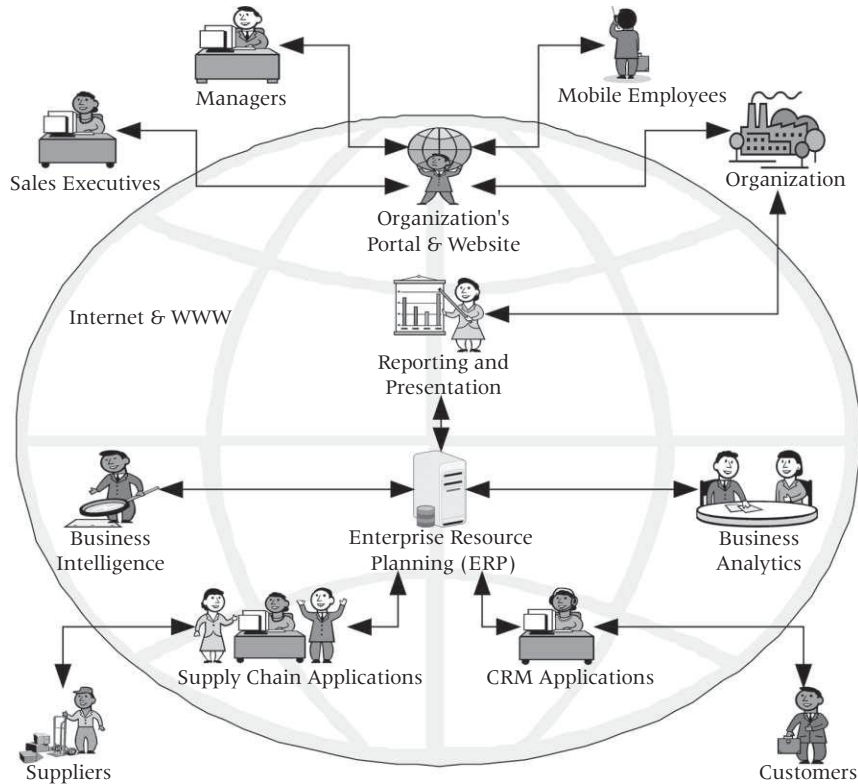 Managers
Mobile Employees
Sales Executives
Organization
Organization's
Portal & Website
Internet & WWW
Reporting and
Presentation
Business
Intelligence
Enterprise Resource
Planning (ERP)
Business
Analytics
Supply Chain Applications
CRM Applications
Suppliers
Customers